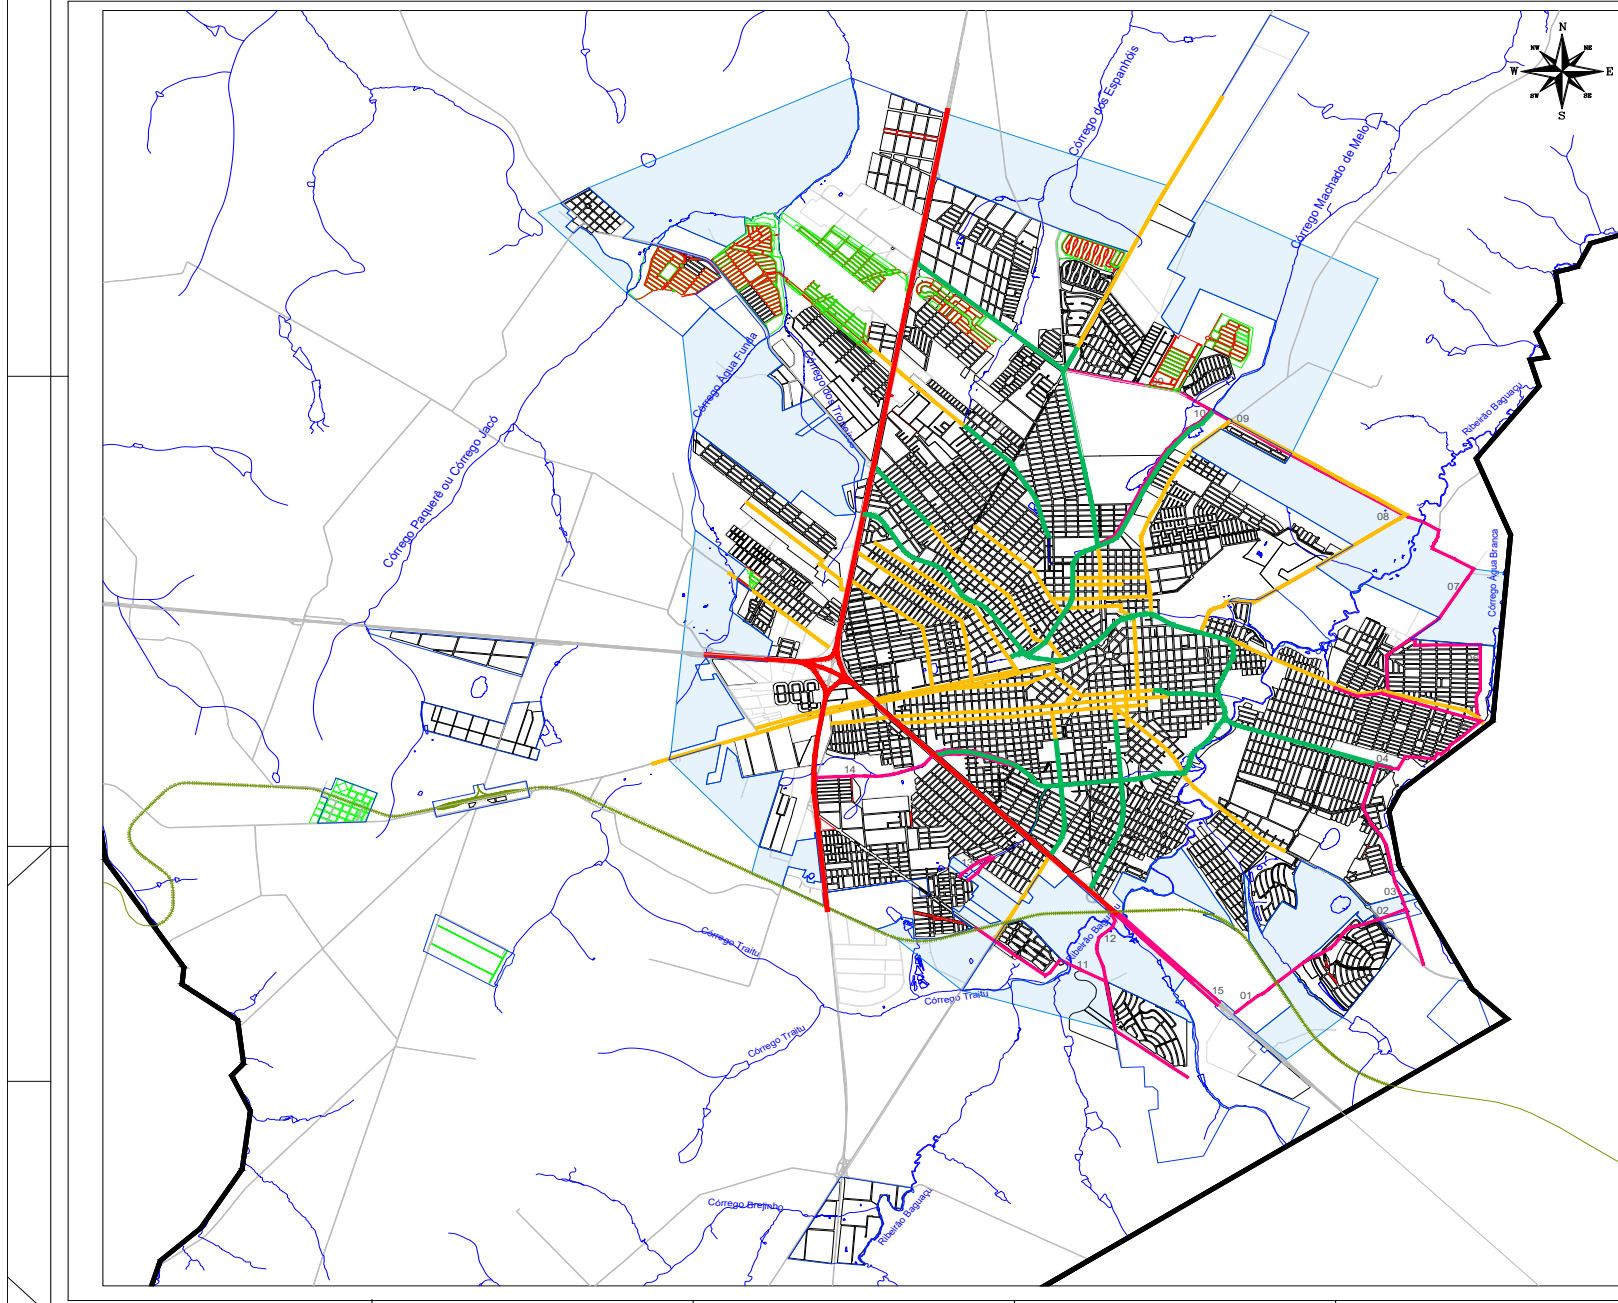 N
NW
NE
W
E
SW
SE
S
Córrego dos Espanhóis
Córrego Machado de Melo
Córrego Água Funda
Córrego dos
Ribeirão Baguaçu
Córrego Paquerê ou Córrego Jacó
10
09
08
Córrego Água Branca
07
04
14
03
02
Ribeirão Baguaçu
12
11
15
01
Córrego Traitu
Córrego Traitu
Córrego Traitu
Córrego Brejinho
Ribeirão Baguaçu